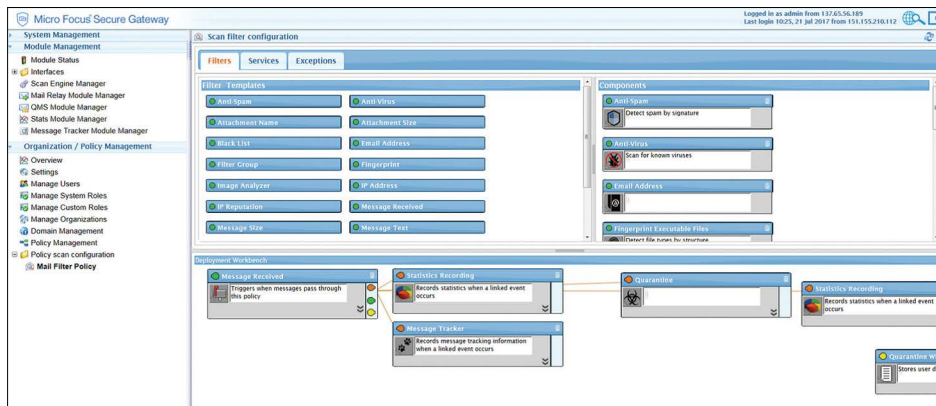 Micro Focus® Secure Gateway
Logged in as admin from 137.65.56.189
Last login 10:25, 21 Jul 2017 from 151.155.210.112
System Management
Module Management
Module Status
Interfaces
Scan Engine Manager
Mail Relay Module Manager
QMS Module Manager
Stats Module Manager
Message Tracker Module Manager
Organization / Policy Management
Overview
Settings
Manage Users
Manage System Roles
Manage Custom Roles
Manage Organizations
Domain Management
Policy Management
Policy scan configuration
Mail Filter Policy
Scan filter configuration
Filters Services Exceptions
Filter Templates
Anti-Spam Anti-Virus
Attachment Name Attachment Size
Black List Email Address
Filter Group Fingerprint
Image Analyzer IP Address
IP Reputation Message Received
Message Size Message Text
Components
Anti-Spam
Detect spam by signature
Anti-Virus
Scan for known viruses
Email Address
Fingerprint Executable Files
Detect file types by structure
Deployment Workbench
Message Received
Triggers when messages pass through
this policy
Statistics Recording
Records statistics when a linked event
occurs
Message Tracker
Records message tracking information
when a linked event occurs
Quarantine
Statistics Recording
Records statistics when a linked event
occurs
Quarantine
Stores user